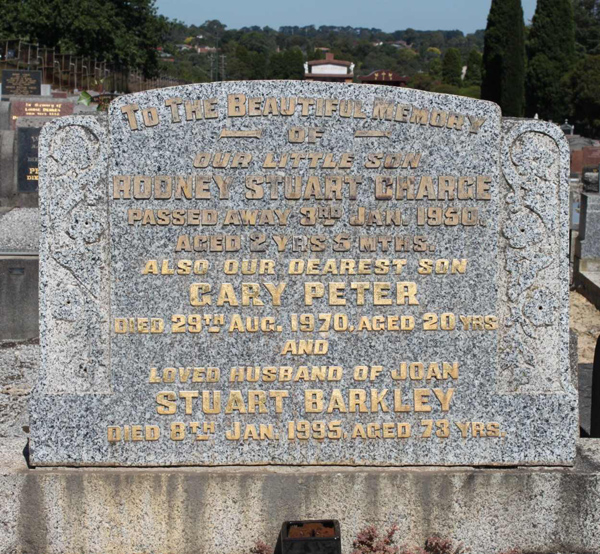 To The Beautiful Memory
OF
OUR LITTLE SON
RODNEY STUART CHARGE
PASSED AWAY 3RD JAN. 1950.
AGED 2 YRS 5 MTHS.
ALSO OUR DEAREST SON
GARY PETER
DIED 29TH AUG. 1970, AGED 20 YRS
AND
LOVED HUSBAND OF JOAN
STUART BARKLEY
DIED 8TH JAN. 1995, AGED 73 YRS.